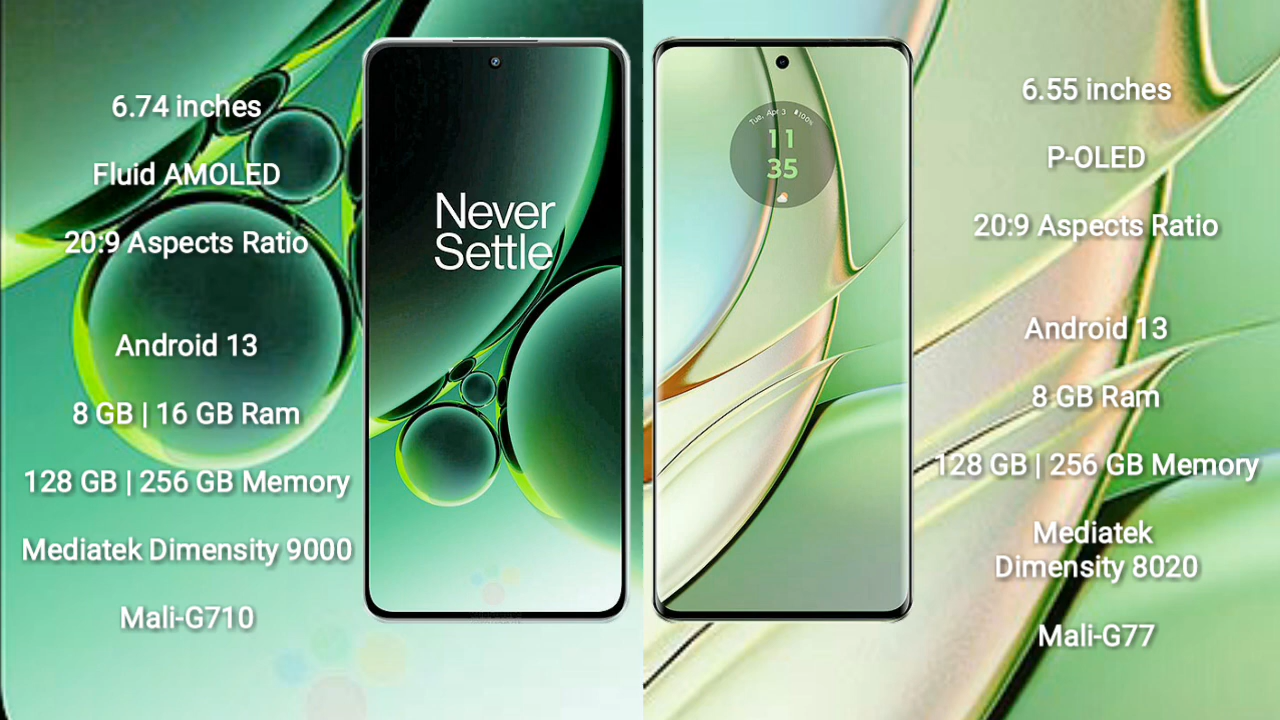 6.74 inches
Fluid AMOLED
20:9 Aspects Ratio
Android 13
8 GB | 16 GB Ram
128 GB | 256 GB Memory
Mediatek Dimensity 9000
Mali-G710
Never
Settle
Tue, Apr 3 100%
11
35
6.55 inches
P-OLED
20:9 Aspects Ratio
Android 13
8 GB Ram
128 GB | 256 GB Memory
Mediatek
Dimensity 8020
Mali-G77